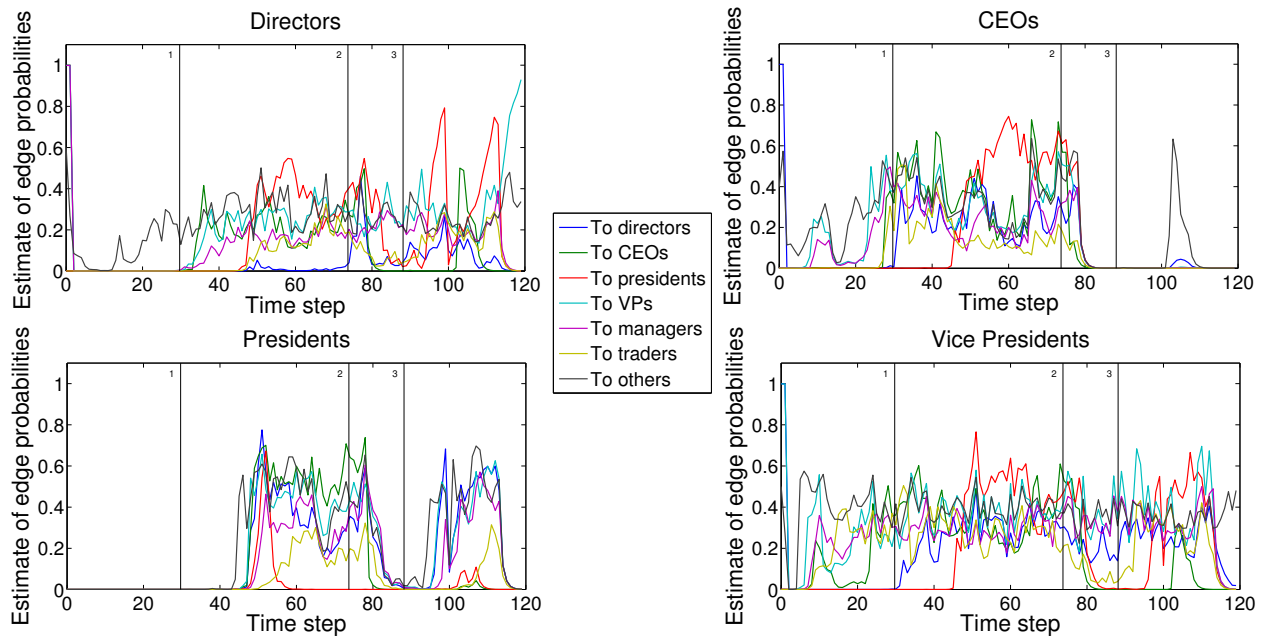 Directors
Estimate of edge probabilities
1
0.8
0.6
0.4
0.2
0
1
2
3
0 20 40 60 80 100 120
Time step
CEOs
Estimate of edge probabilities
1
0.8
0.6
0.4
0.2
0
1
2
3
0 20 40 60 80 100 120
Time step
To directors
To CEOs
To presidents
To VPs
To managers
To traders
To others
Presidents
Estimate of edge probabilities
1
0.8
0.6
0.4
0.2
0
1
2
3
0 20 40 60 80 100 120
Time step
Vice Presidents
Estimate of edge probabilities
1
0.8
0.6
0.4
0.2
0
1
2
3
0 20 40 60 80 100 120
Time step